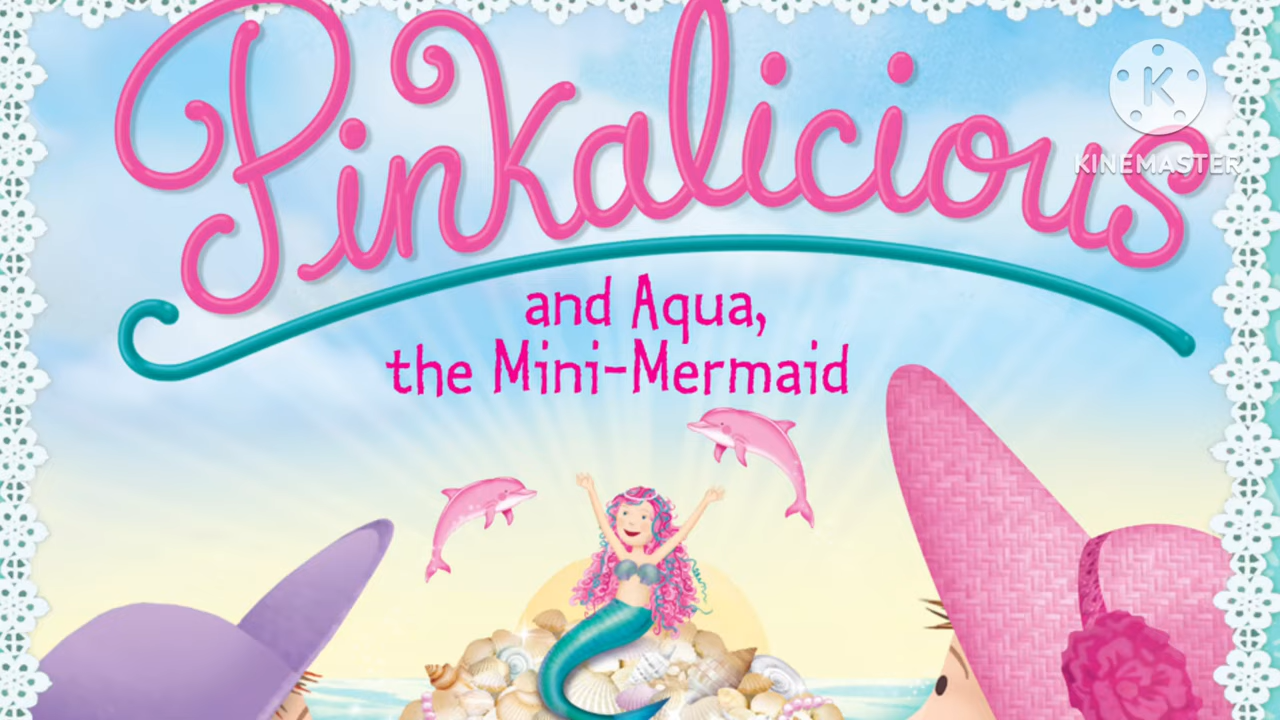 Pinkalicious
K
KINEMASTER
and Aqua,
the Mini-Mermaid